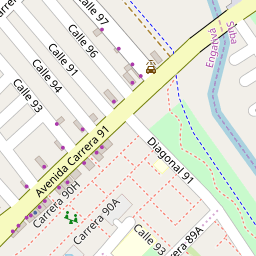 Calle 97
Calle 96
Calle 91
Calle 94
Calle 93
Carrera
Suba
Engativá
Avenida Carrera 91
Diagonal 91
Carrera 90H
Carrera 90A
Calle 93
Carrera 89A